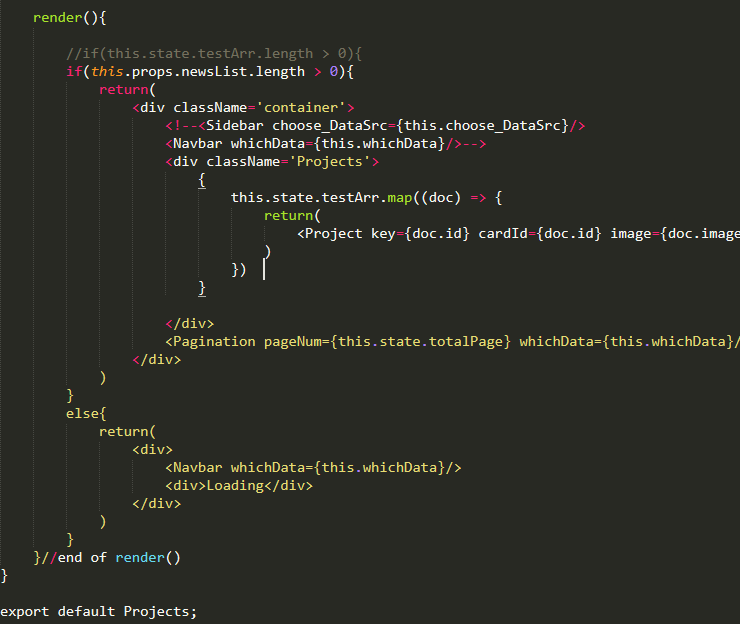 render(){
//if(this.state.testArr.length > 0){
if(this.props.newsList.length > 0){
return(
<div className='container'>
<!--<Sidebar choose_DataSrc={this.choose_DataSrc}/>
<Navbar whichData={this.whichData}/>-->
<div className='Projects'>
{
this.state.testArr.map((doc) => {
return(
<Project key={doc.id} cardId={doc.id} image={doc.image
)
})
}
</div>
<Pagination pageNum={this.state.totalPage} whichData={this.whichData}/
</div>
)
}
else{
return(
<div>
<Navbar whichData={this.whichData}/>
<div>Loading</div>
</div>
)
}
}//end of render()
}
export default Projects;